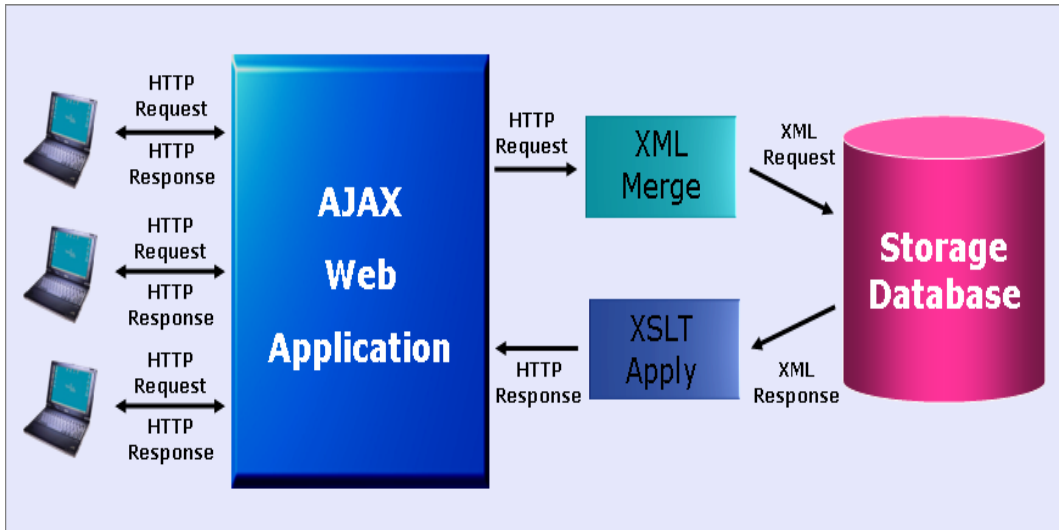 HTTP
Request
HTTP
Response
HTTP
Request
HTTP
Response
HTTP
Request
HTTP
Response
AJAX
Web
Application
HTTP
Request
XML
Merge
XML
Request
HTTP
Response
XSLT
Apply
XML
Response
Storage
Database